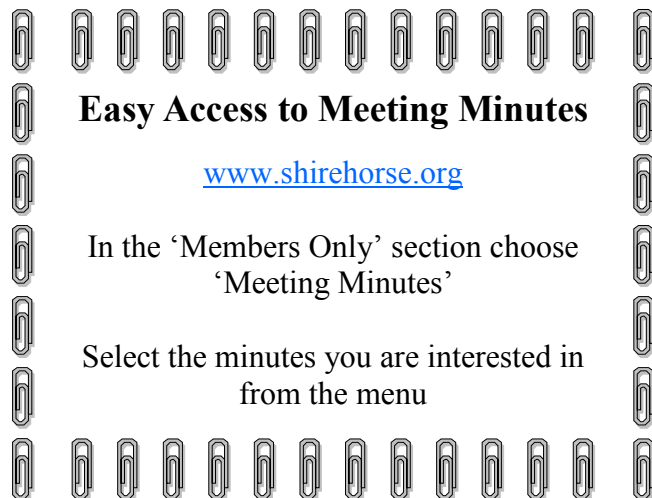 Easy Access to Meeting Minutes
www.shirehorse.org
In the ‘Members Only’ section choose
‘Meeting Minutes’
Select the minutes you are interested in
from the menu